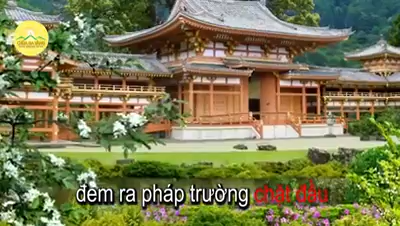 đem ra pháp trường chặt đầu